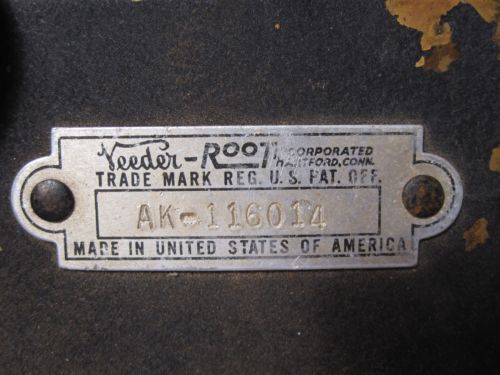 Veeder-ROOT INCORPORATED
HARTFORD, CONN.
TRADE MARK REG. U.S. PAT. OFF.
AK-116014
MADE IN UNITED STATES OF AMERICA